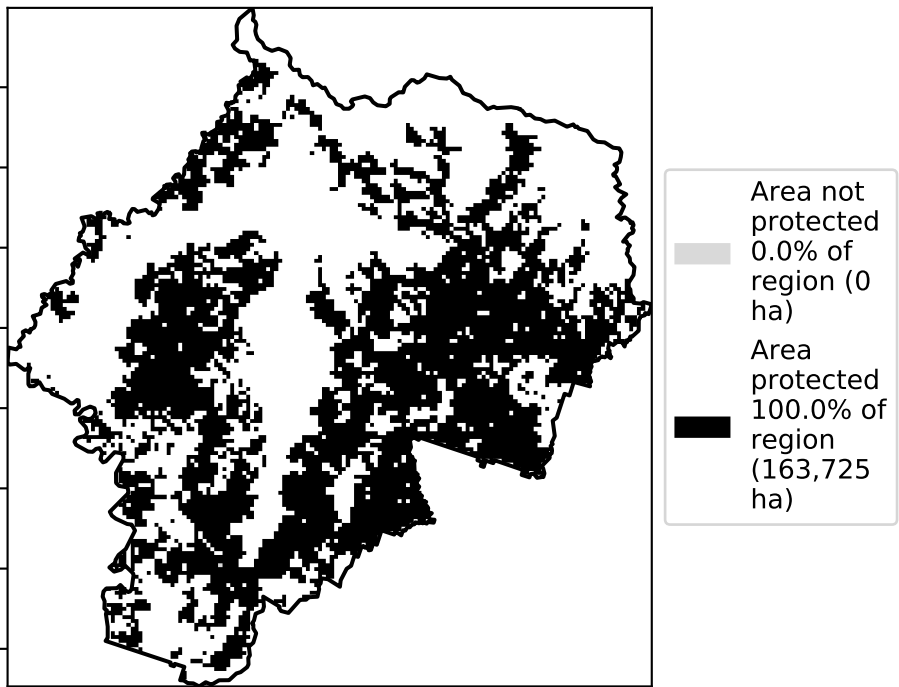 Area not
protected
0.0% of
region (0
ha)
Area
protected
100.0% of
region
(163,725
ha)